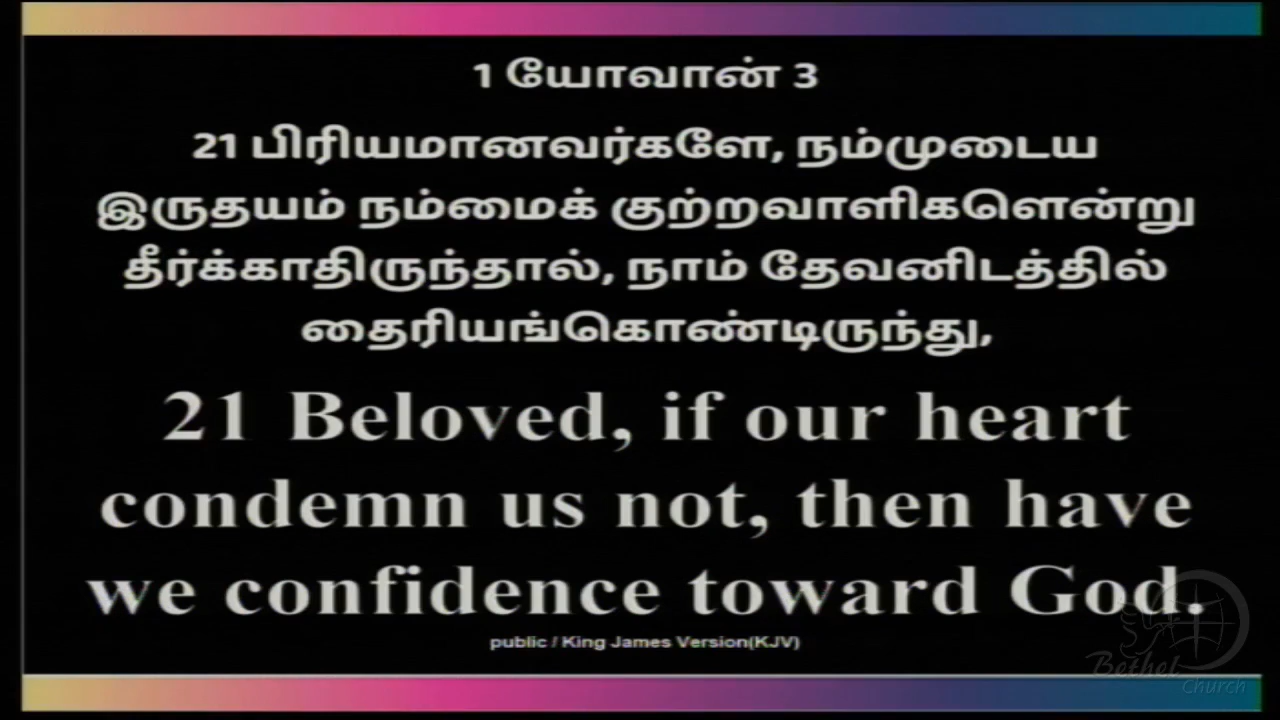 1 யோவான் 3
21 பிரியமானவர்களே, நம்முடைய
இருதயம் நம்மைக் குற்றவாளிகளென்று
தீர்க்காதிருந்தால், நாம் தேவனிடத்தில்
தைரியங்கொண்டிருந்து,
21 Beloved, if our heart
condemn us not, then have
we confidence toward God.
public / King James Version(KJV)
Bethel
Church